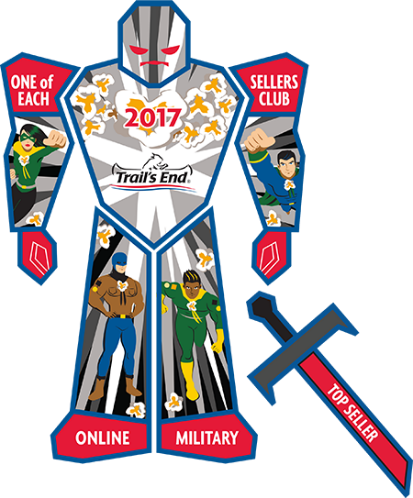 ONE of
EACH
SELLERS
CLUB
2017
Trail's End
ONLINE
MILITARY
TOP SELLER